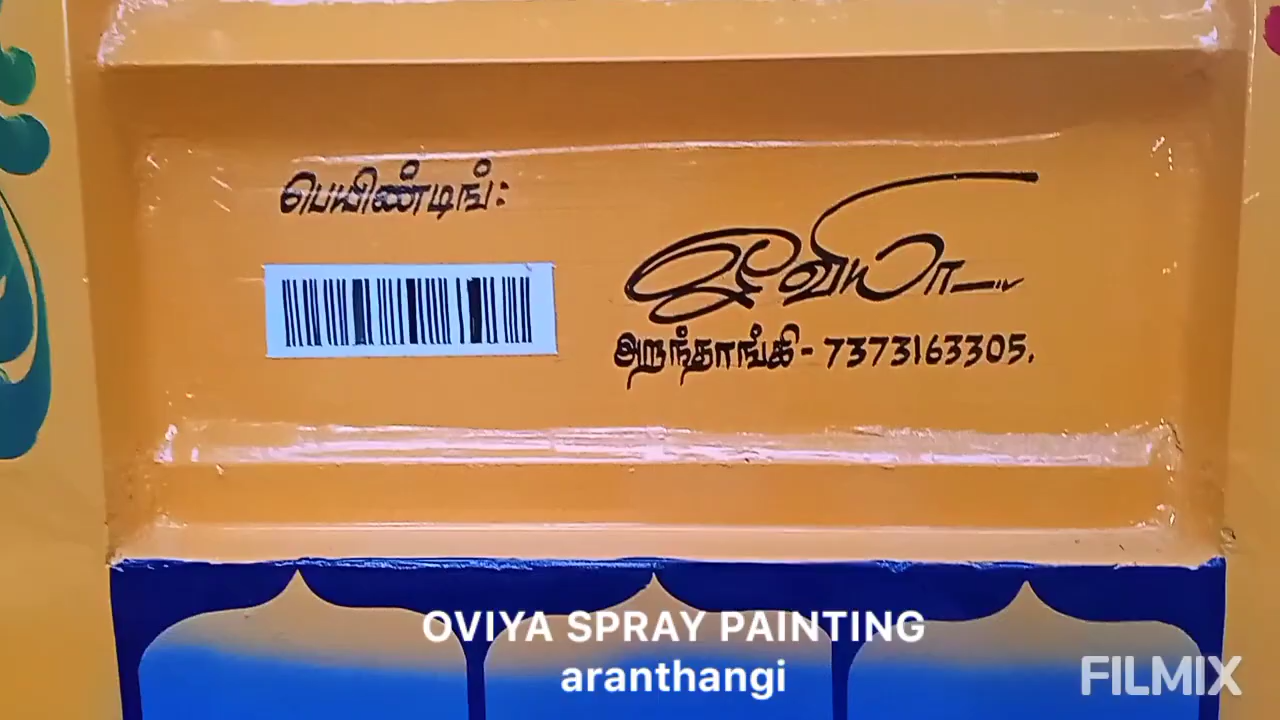 பெயிண்டிங்:
ஓவியா...
அறந்தாங்கி - 7373163305.
OVIYA SPRAY PAINTING
aranthangi
FILMIX